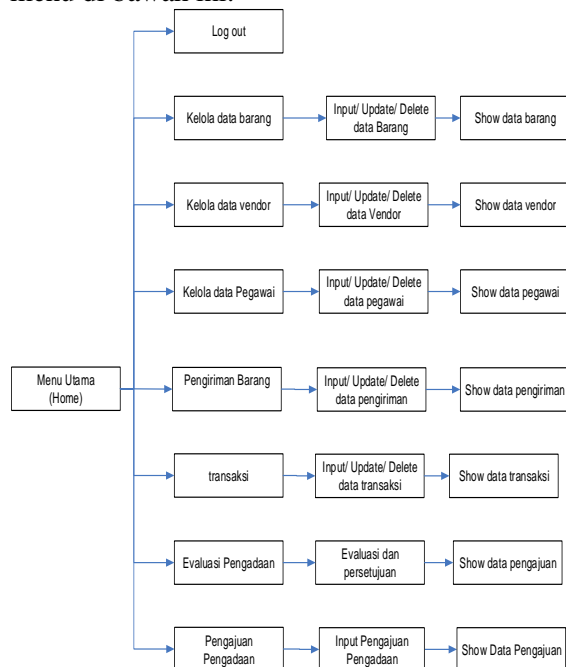 menu di bawah ini:
Log out
Kelola data barang
Input/ Update/ Delete
data Barang
Show data barang
Kelola data vendor
Input/ Update/ Delete
data Vendor
Show data vendor
Kelola data Pegawai
Input/ Update/ Delete
data pegawai
Show data pegawai
Menu Utama
(Home)
Pengiriman Barang
Input/ Update/ Delete
data pengiriman
Show data pengiriman
transaksi
Input/ Update/ Delete
data transaksi
Show data transaksi
Evaluasi Pengadaan
Evaluasi dan
persetujuan
Show data pengajuan
Pengajuan
Pengadaan
Input Pengajuan
Pengadaan
Show Data Pengajuan